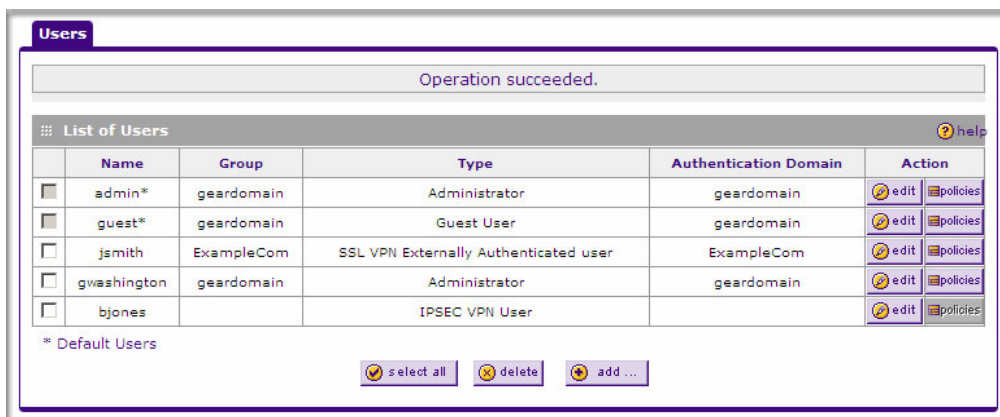 Users
Operation succeeded.
List of Users help
Name Group Type Authentication Domain Action
admin* geardomain Administrator geardomain edit policies
guest* geardomain Guest User geardomain edit policies
jsmith ExampleCom SSL VPN Externally Authenticated user ExampleCom edit policies
gwashington geardomain Administrator geardomain edit policies
bjones IPSEC VPN User edit policies
* Default Users
select all delete add ...